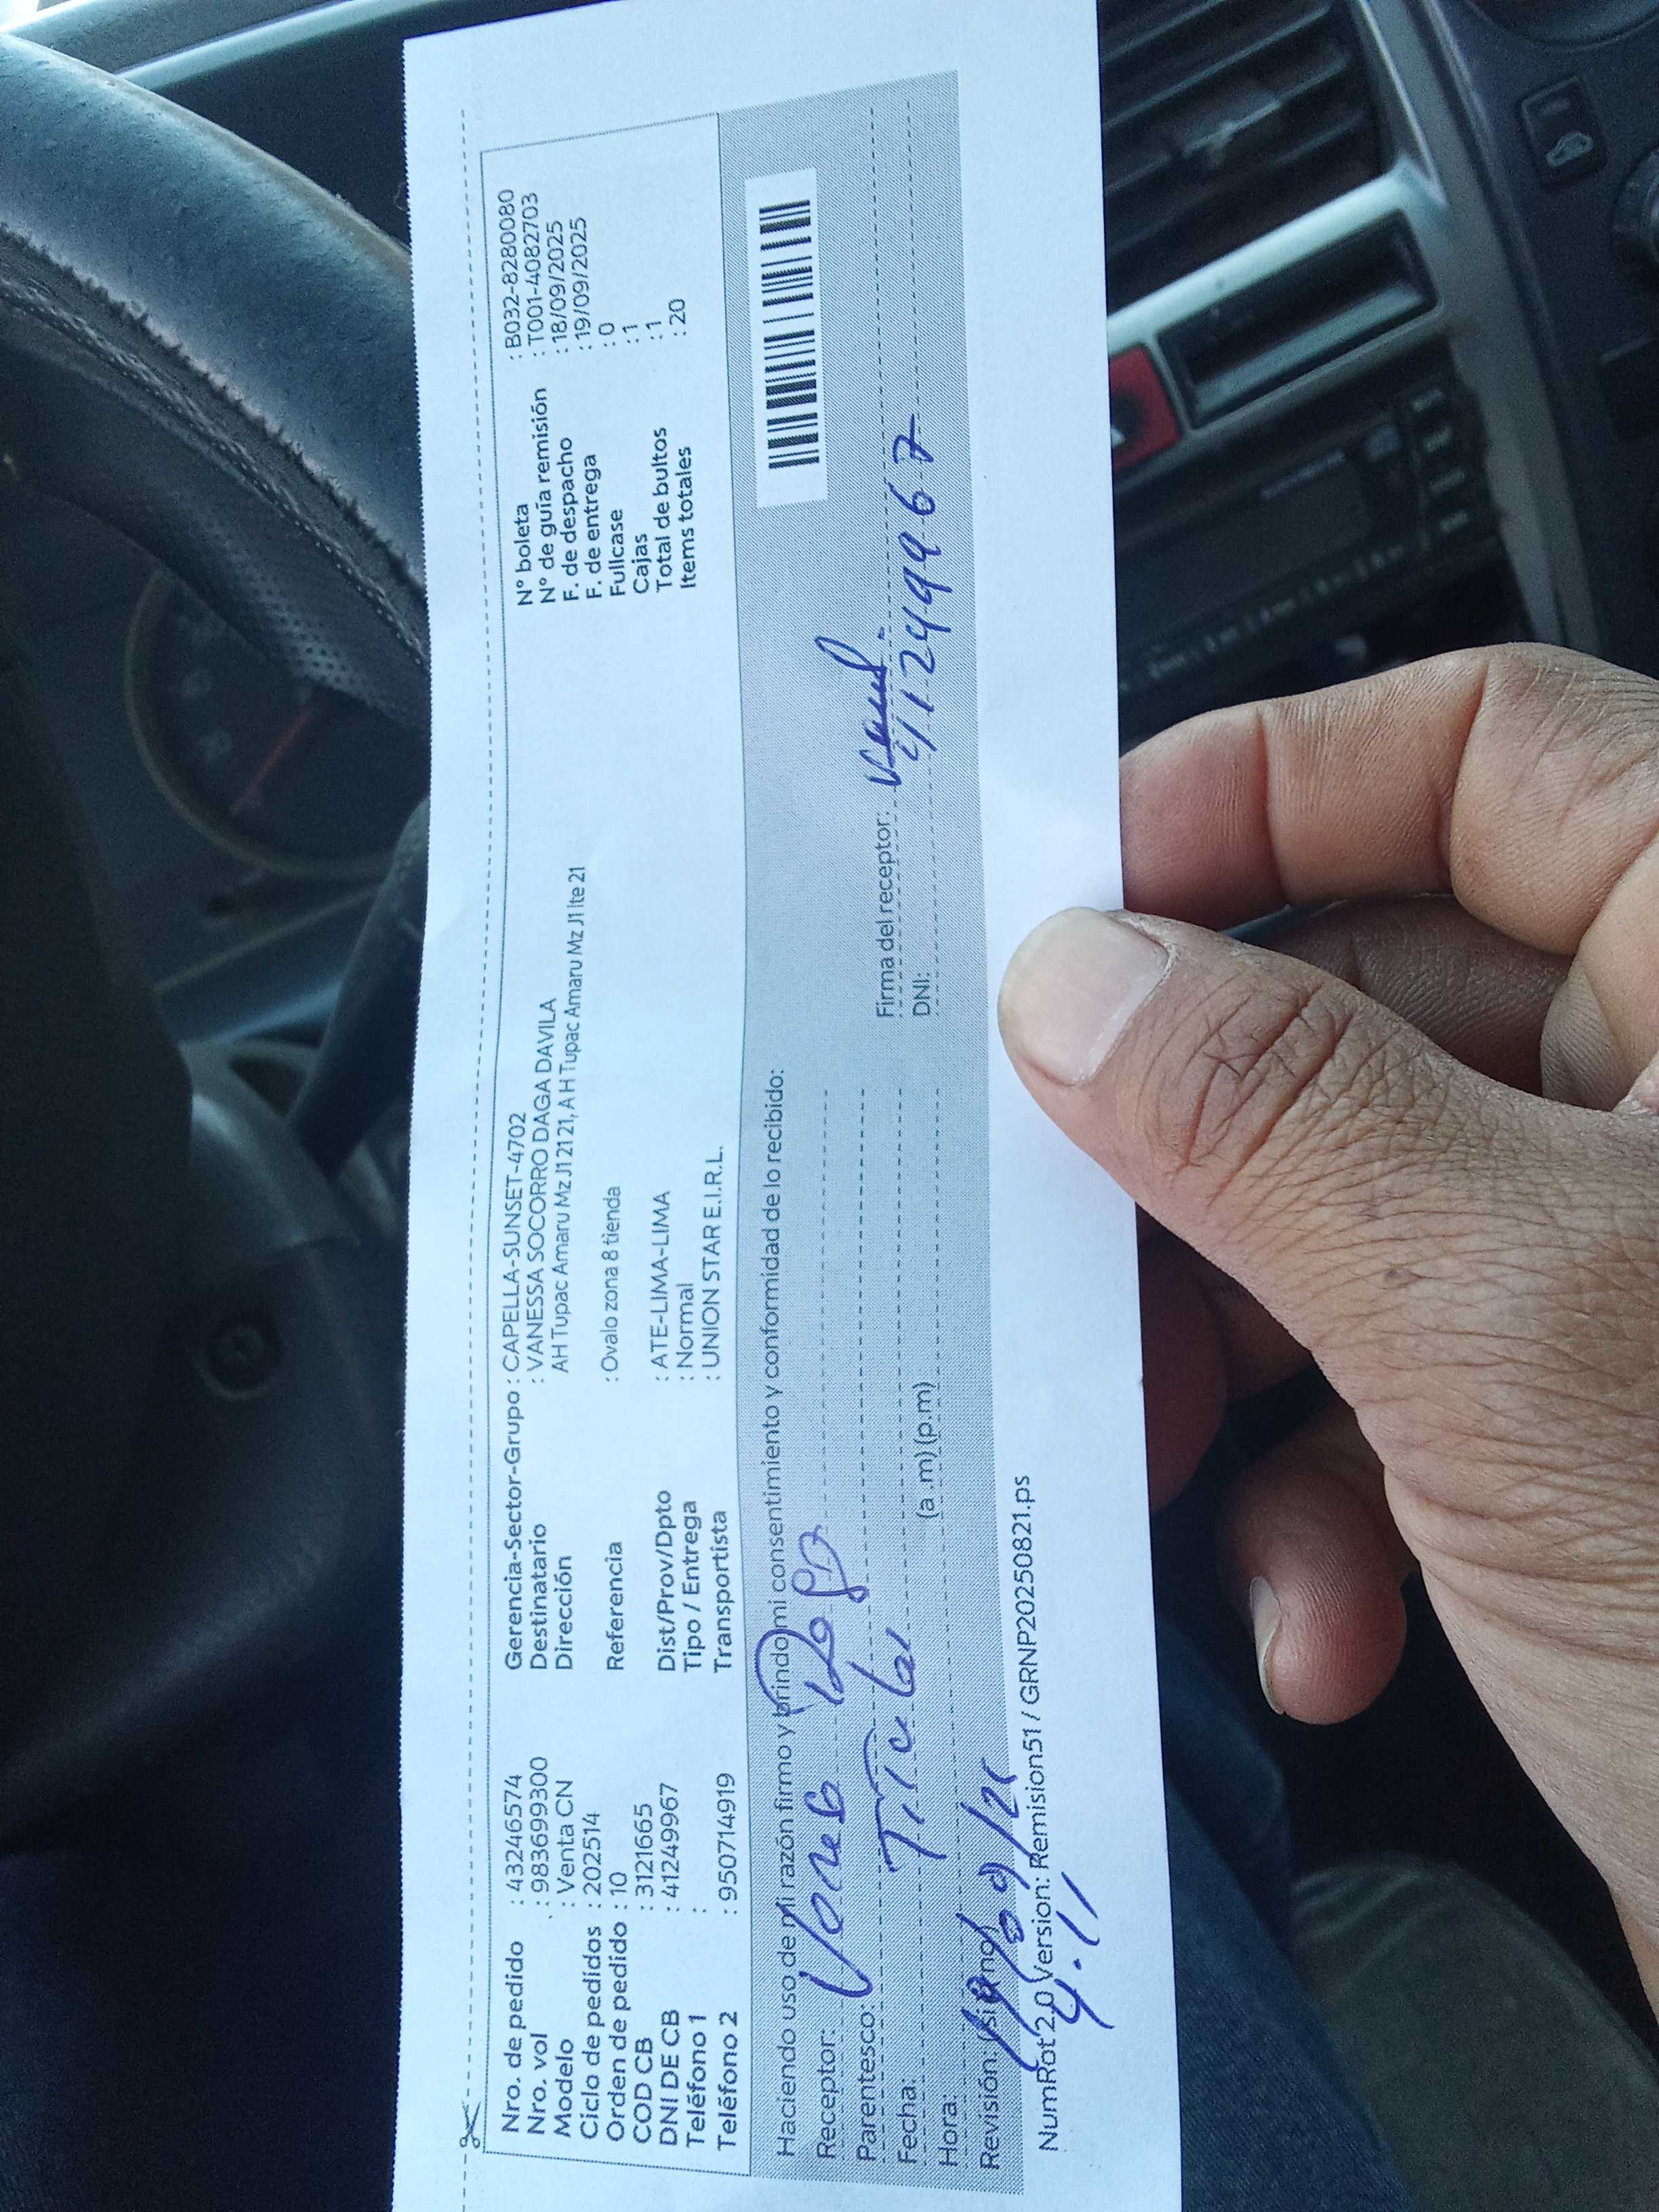 Nro. de pedido : 43246574 Gerencia-Sector-Grupo : CAPELLA-SUNSET-4702 N° boleta : B032-8280080
Nro. vol : 983699300 Destinatario : VANESSA SOCORRO DAGA DAVILA N° de guía remisión : T001-4082703
Modelo : Venta CN Dirección AH Tupac Amaru Mz J1 21 21, A H Tupac Amaru Mz J1 lte 21 F. de despacho : 18/09/2025
Ciclo de pedidos : 202514 F. de entrega : 19/09/2025
Orden de pedido : 10 Referencia : Ovalo zona 8 tienda Fullcase : 0
COD CB : 3121665 Cajas : 1
DNI DE CB : 41249967 Dist/Prov/Dpto : ATE-LIMA-LIMA Total de bultos : 1
Teléfono 1 : Tipo / Entrega : Normal Items totales : 20
Teléfono 2 : 950714919 Transportista : UNION STAR E.I.R.L.
Haciendo uso de mi razón firmo y brindo mi consentimiento y conformidad de lo recibido:
Receptor: Daga
Parentesco: Titular Firma del receptor:
Fecha: DNI: 41249967
Hora: (a.m) (p.m)
Revisión: (si) (no)
NumRot 2.0 Version: Remision51 / GRNP20250821.ps
4.11